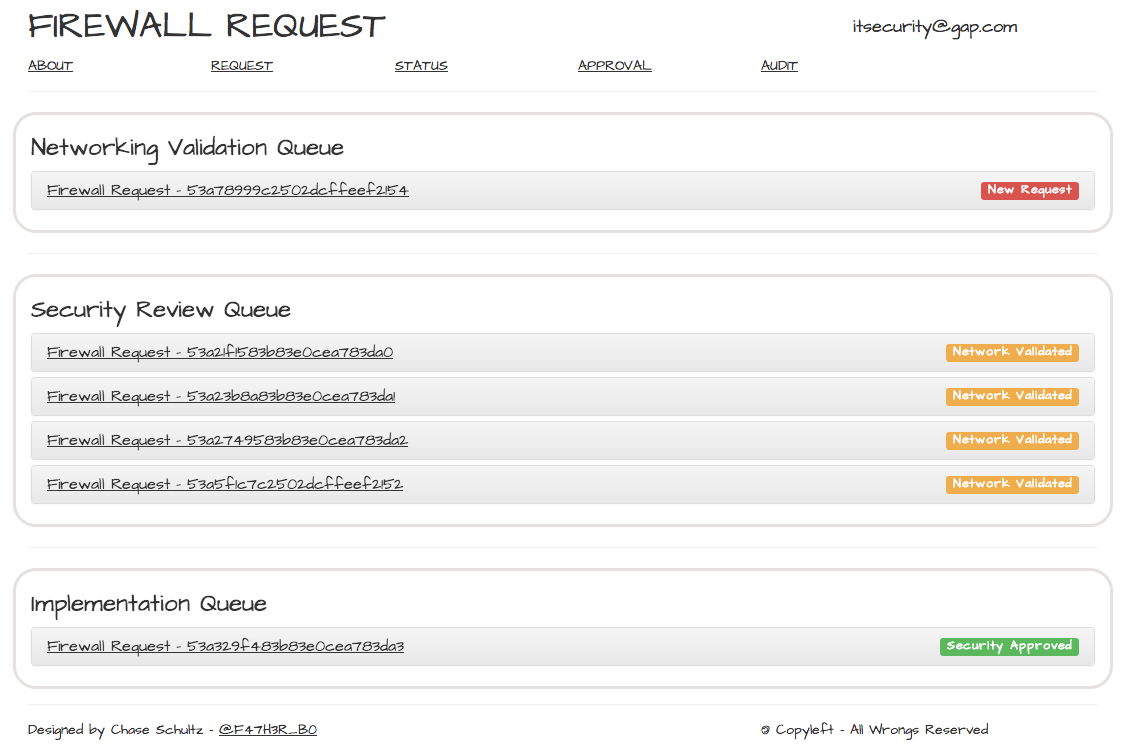 FIREWALL REQUEST
itsecurity@gap.com
ABOUT REQUEST STATUS APPROVAL AUDIT
Networking Validation Queue
Firewall Request - 53a78999c2502dcffeef2154 New Request
Security Review Queue
Firewall Request - 53a21f1583b83e0cea783da0 Network Validated
Firewall Request - 53a23b8a83b83e0cea783da1 Network Validated
Firewall Request - 53a2749583b83e0cea783da2 Network Validated
Firewall Request - 53a5f1c7c2502dcffeef2152 Network Validated
Implementation Queue
Firewall Request - 53a329f483b83e0cea783da3 Security Approved
Designed by Chase Schultz - @F47H3R_B0
© Copyleft - All Wrongs Reserved